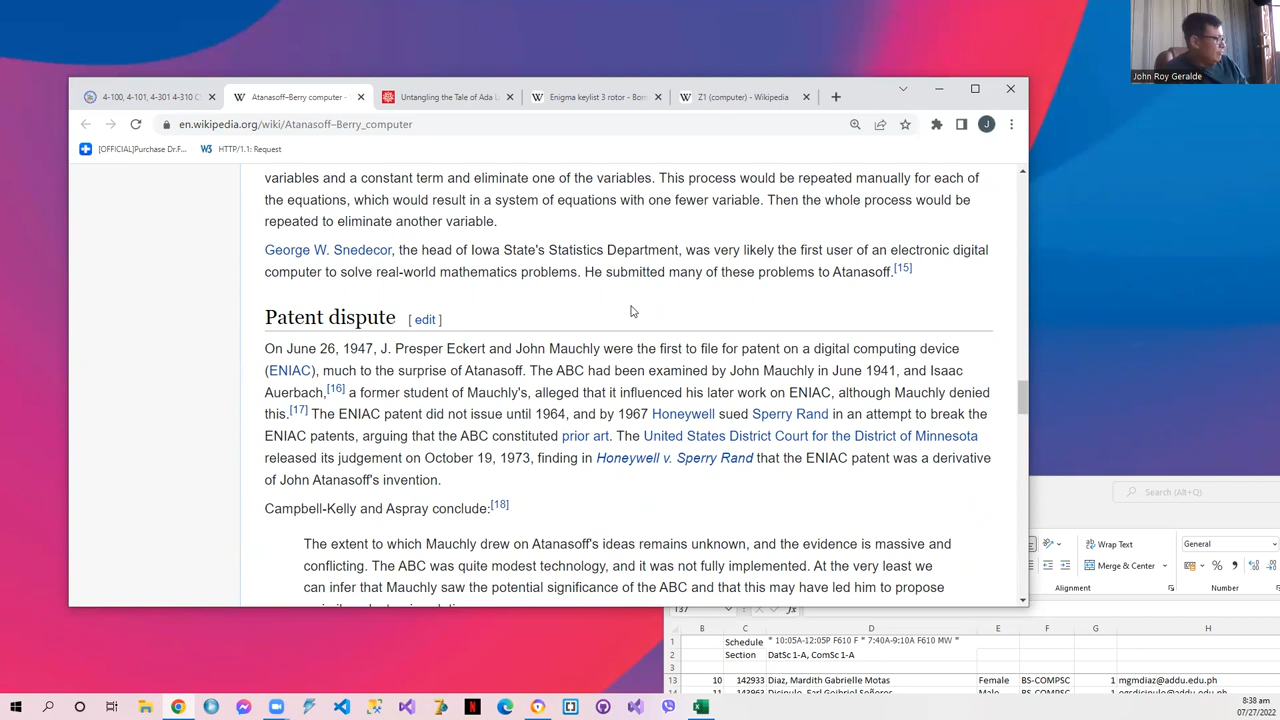 John Roy Geralde
4-100, 4-101, 4-301 4-310 C
Atanasoff–Berry computer -
Untangling the Tale of Ada L
Enigma keylist 3 rotor - Bom
Z1 (computer) - Wikipedia
en.wikipedia.org/wiki/Atanasoff–Berry_computer
[OFFICIAL]Purchase Dr.F...
HTTP/1.1: Request
variables and a constant term and eliminate one of the variables. This process would be repeated manually for each of
the equations, which would result in a system of equations with one fewer variable. Then the whole process would be
repeated to eliminate another variable.
George W. Snedecor, the head of Iowa State's Statistics Department, was very likely the first user of an electronic digital
computer to solve real-world mathematics problems. He submitted many of these problems to Atanasoff.[15]
Patent dispute [ edit ]
On June 26, 1947, J. Presper Eckert and John Mauchly were the first to file for patent on a digital computing device
(ENIAC), much to the surprise of Atanasoff. The ABC had been examined by John Mauchly in June 1941, and Isaac
Auerbach,[16] a former student of Mauchly's, alleged that it influenced his later work on ENIAC, although Mauchly denied
this.[17] The ENIAC patent did not issue until 1964, and by 1967 Honeywell sued Sperry Rand in an attempt to break the
ENIAC patents, arguing that the ABC constituted prior art. The United States District Court for the District of Minnesota
released its judgement on October 19, 1973, finding in Honeywell v. Sperry Rand that the ENIAC patent was a derivative
of John Atanasoff's invention.
Campbell-Kelly and Aspray conclude:[18]
The extent to which Mauchly drew on Atanasoff's ideas remains unknown, and the evidence is massive and
conflicting. The ABC was quite modest technology, and it was not fully implemented. At the very least we
can infer that Mauchly saw the potential significance of the ABC and that this may have led him to propose
Search (Alt+Q)
Wrap Text
General
Merge & Center
Alignment
Number
B C D E F G H
1 Schedule " 10:05A-12:05P F610 F " 7:40A-9:10A F610 MW "
2 Section DatSc 1-A, ComSc 1-A
3
13 10 142933 Diaz, Mardith Gabrielle Motas Female BS-COMPSC 1 mgmdiaz@addu.edu.ph
8:38 am
07/27/2022